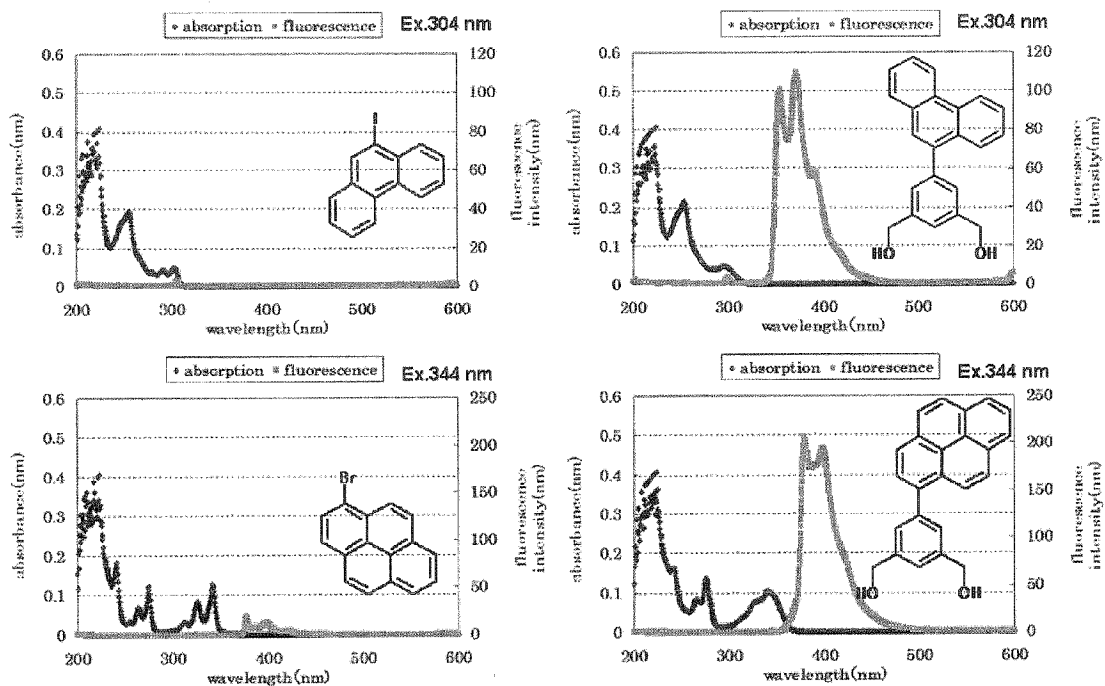 absorption fluorescence Ex.304 nm
0.6 0.5 0.4 0.3 0.2 0.1 0
absorbance(nm)
120 100 80 60 40 20 0
fluorescence
intensity(nm)
I
200 300 400 500 600
wavelength(nm)
absorption fluorescence Ex.304 nm
0.6 0.5 0.4 0.3 0.2 0.1 0
absorbance(nm)
120 100 80 60 40 20 0
fluorescence
intensity(nm)
HO OH
200 300 400 500 600
wavelength(nm)
absorption fluorescence Ex.344 nm
0.6 0.5 0.4 0.3 0.2 0.1 0
absorbance(nm)
250 200 150 100 50 0
fluorescence
intensity(nm)
Br
200 300 400 500 600
wavelength(nm)
absorption fluorescence Ex.344 nm
0.6 0.5 0.4 0.3 0.2 0.1 0
absorbance(nm)
250 200 150 100 50 0
fluorescence
intensity(nm)
HO OH
200 300 400 500 600
wavelength(nm)